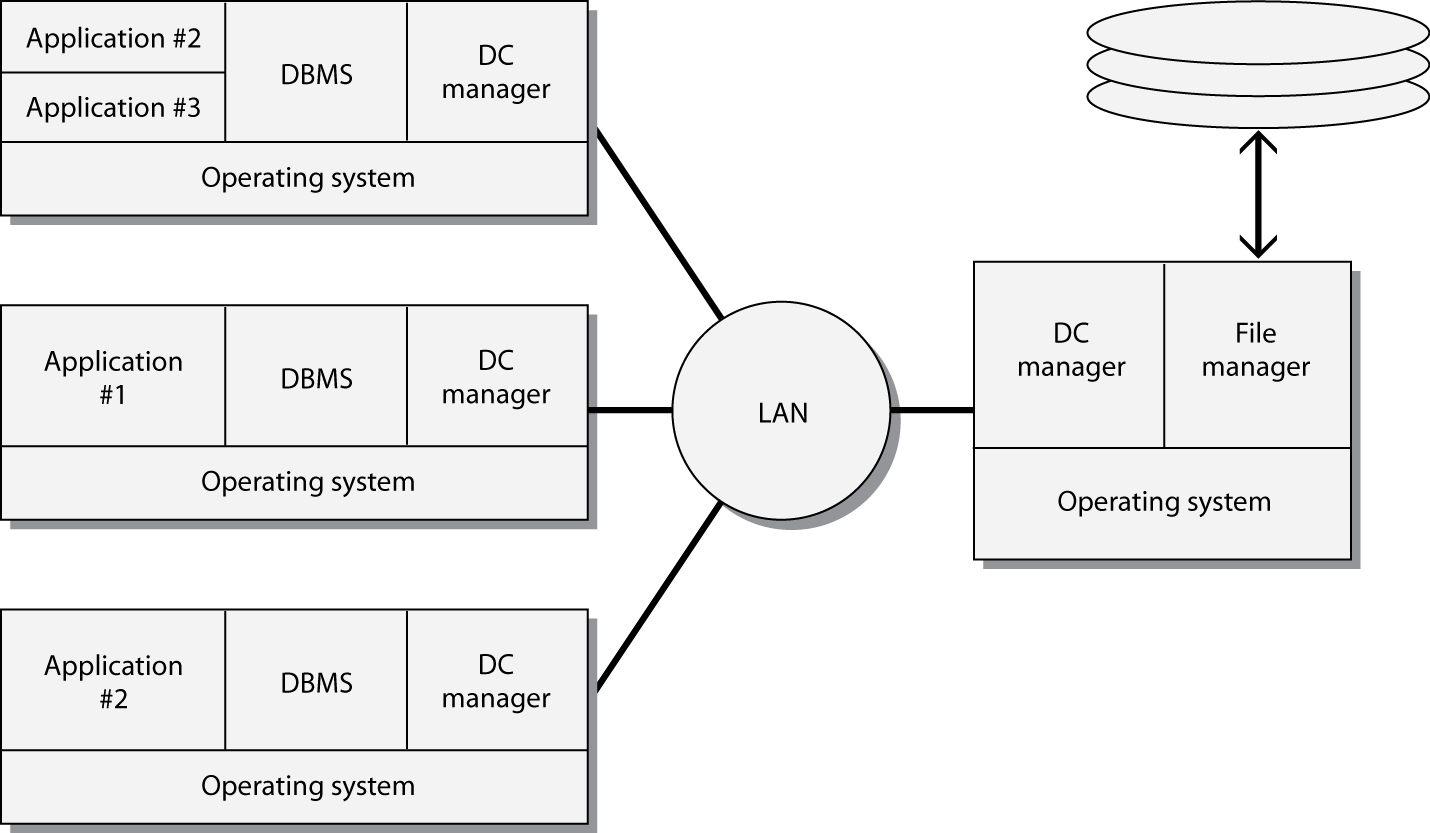 Application #2
Application #3
DBMS
DC
manager
Operating system
Application
#1
DBMS
DC
manager
Operating system
Application
#2
DBMS
DC
manager
Operating system
LAN
DC
manager
File
manager
Operating system